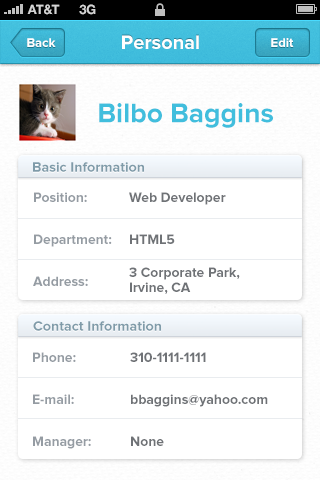 AT&T 3G
Back Personal Edit
Bilbo Baggins
Basic Information
Position: Web Developer
Department: HTML5
Address: 3 Corporate Park,
Irvine, CA
Contact Information
Phone: 310-1111-1111
E-mail: bbaggins@yahoo.com
Manager: None